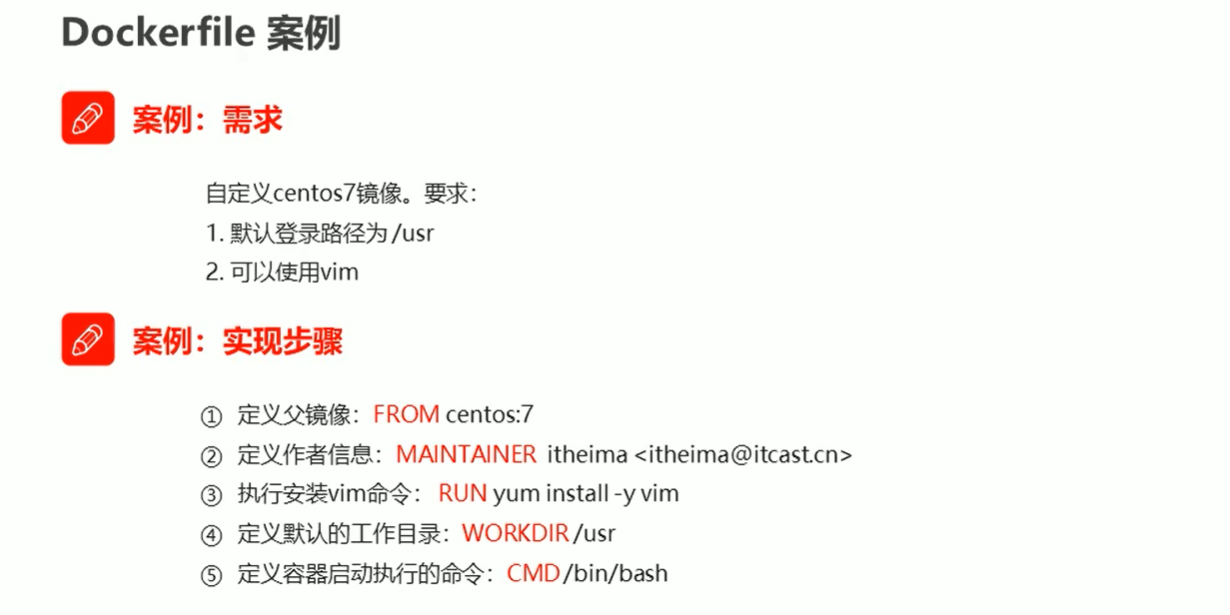 Dockerfile 案例
案例：需求
自定义centos7镜像。要求：
1. 默认登录路径为/usr
2. 可以使用vim
案例：实现步骤
① 定义父镜像：FROM centos:7
② 定义作者信息：MAINTAINER itheima <itheima@itcast.cn>
③ 执行安装vim命令： RUN yum install -y vim
④ 定义默认的工作目录：WORKDIR /usr
⑤ 定义容器启动执行的命令：CMD /bin/bash